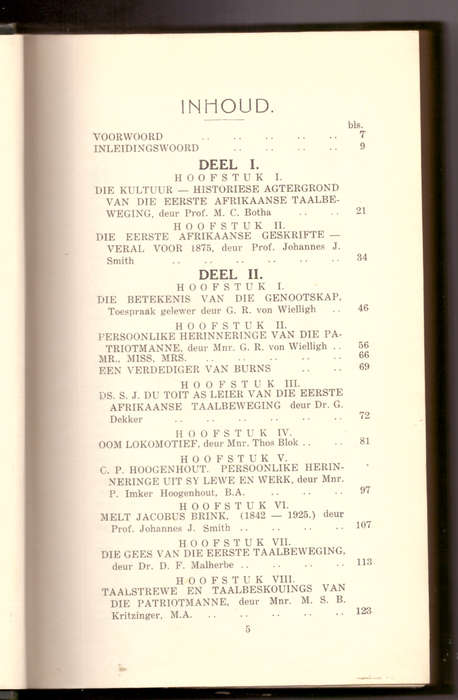 INHOUD.
bls.
VOORWOORD .. .. .. .. .. 7
INLEIDINGSWOORD .. .. .. .. 9
DEEL I.
HOOFSTUK I.
DIE KULTUUR — HISTORIESE AGTERGROND
VAN DIE EERSTE AFRIKAANSE TAALBE-
WEGING, deur Prof. M. C. Botha .. .. 21
HOOFSTUK II.
DIE EERSTE AFRIKAANSE GESKRIFTE —
VERAL VOOR 1875, deur Prof. Johannes J.
Smith .. .. .. .. .. .. 34
DEEL II.
HOOFSTUK I.
DIE BETEKENIS VAN DIE GENOOTSKAP,
Toespraak gelewer deur G. R. von Wielligh .. 46
HOOFSTUK II.
PERSOONLIKE HERINNERINGE VAN DIE PA-
TRIOTMANNE, deur Mnr. G. R. von Wielligh .. 56
MR., MISS, MRS. .. .. .. .. .. 66
EEN VERDEDIGER VAN BURNS .. .. 69
HOOFSTUK III.
DS. S. J. DU TOIT AS LEIER VAN DIE EERSTE
AFRIKAANSE TAALBEWEGING deur Dr. G.
Dekker .. .. .. .. .. .. 72
HOOFSTUK IV.
OOM LOKOMOTIEF, deur Mnr. Thos Blok .. .. 81
HOOFSTUK V.
C. P. HOOGENHOUT. PERSOONLIKE HERIN-
NERINGE UIT SY LEWE EN WERK, deur Mnr.
P. Imker Hoogenhout, B.A. .. .. .. 97
HOOFSTUK VI.
MELT JACOBUS BRINK, (1842 — 1925.) deur
Prof. Johannes J. Smith .. .. .. .. 107
HOOFSTUK VII.
DIE GEES VAN DIE EERSTE TAALBEWEGING,
deur Dr. D. F. Malherbe .. .. .. .. 113
HOOFSTUK VIII.
TAALSTREWE EN TAALBESKOUINGS VAN
DIE PATRIOTMANNE, deur Mnr. M. S. B.
Kritzinger, M.A. .. .. .. .. .. 123
5